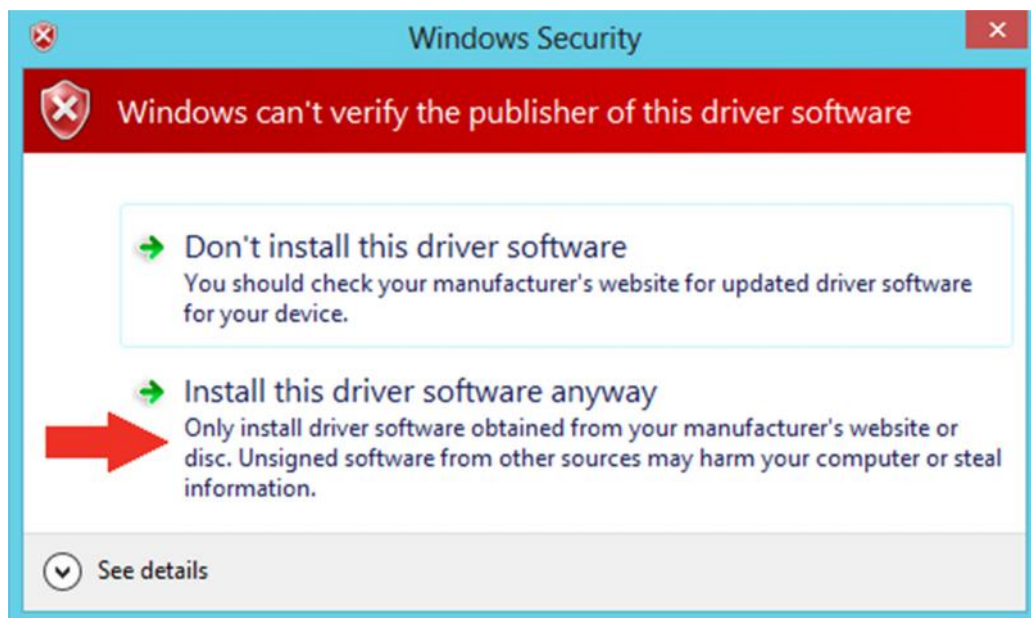 Windows Security
Windows can't verify the publisher of this driver software
Don't install this driver software
You should check your manufacturer's website for updated driver software
for your device.
Install this driver software anyway
Only install driver software obtained from your manufacturer's website or
disc. Unsigned software from other sources may harm your computer or steal
information.
See details